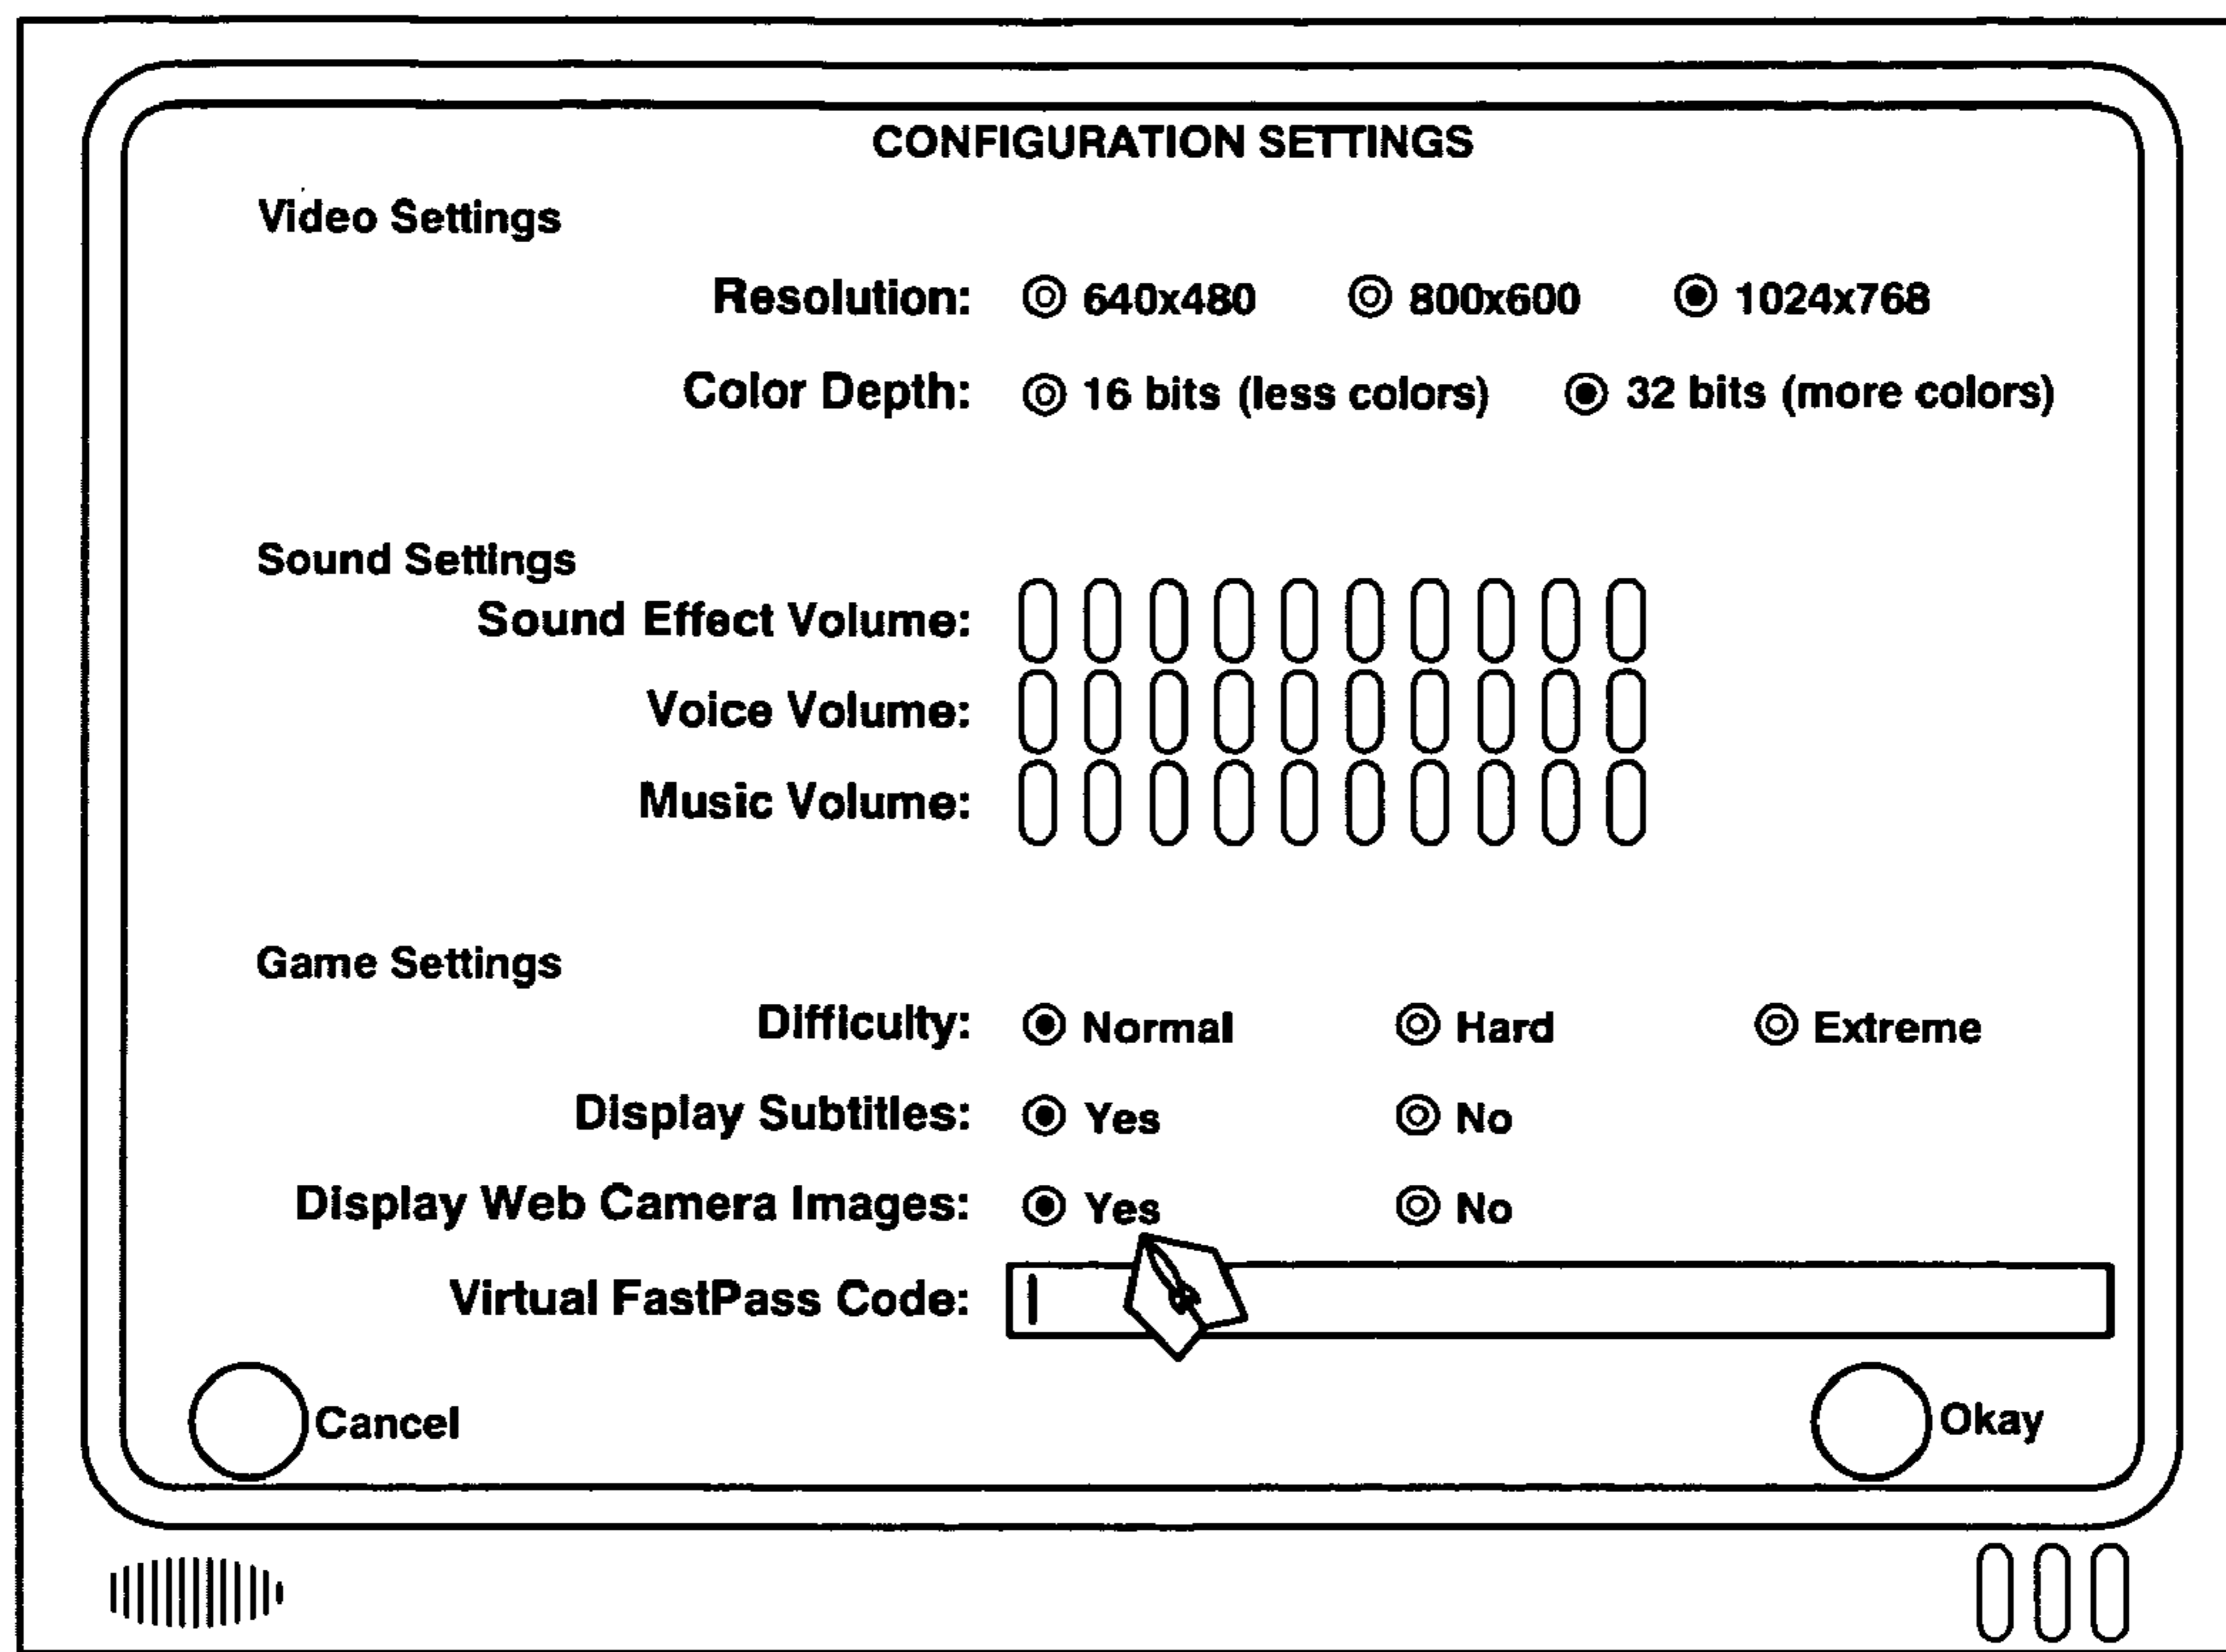 CONFIGURATION SETTINGS
Video Settings
Resolution: 640x480 800x600 1024x768
Color Depth: 16 bits (less colors) 32 bits (more colors)
Sound Settings
Sound Effect Volume:
Voice Volume:
Music Volume:
Game Settings
Difficulty: Normal Hard Extreme
Display Subtitles: Yes No
Display Web Camera Images: Yes No
Virtual FastPass Code:
Cancel Okay